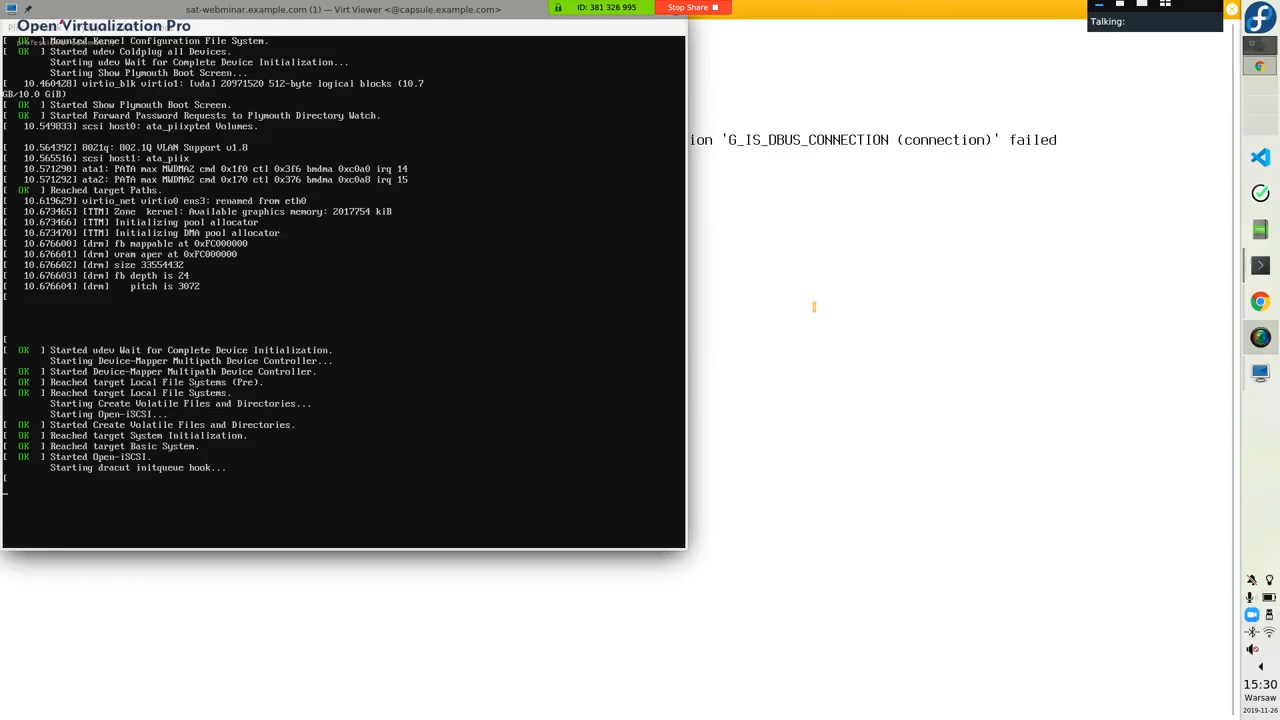 sat-webminar.example.com (1) — Virt Viewer <@capsule.example.com>
ID: 381 326 995
Stop Share
Talking:
Open Virtualization Pro
[  OK  ] Mounted Kernel Configuration File System.
[  OK  ] Started udev Coldplug all Devices.
Starting udev Wait for Complete Device Initialization...
Starting Show Plymouth Boot Screen...
[   10.460428] virtio_blk virtio1: [vda] 20971520 512-byte logical blocks (10.7
GB/10.0 GiB)
[  OK  ] Started Show Plymouth Boot Screen.
[  OK  ] Started Forward Password Requests to Plymouth Directory Watch.
[   10.549833] scsi host0: ata_piixpted Volumes.
[   10.564392] 8021q: 802.1Q VLAN Support v1.8
[   10.565516] scsi host1: ata_piix
[   10.571290] ata1: PATA max MWDMA2 cmd 0x1f0 ctl 0x3f6 bmdma 0xc0a0 irq 14
[   10.571292] ata2: PATA max MWDMA2 cmd 0x170 ctl 0x376 bmdma 0xc0a8 irq 15
[  OK  ] Reached target Paths.
[   10.619629] virtio_net virtio0 ens3: renamed from eth0
[   10.673465] [TTM] Zone  kernel: Available graphics memory: 2017754 kiB
[   10.673466] [TTM] Initializing pool allocator
[   10.673470] [TTM] Initializing DMA pool allocator
[   10.676600] [drm] fb mappable at 0xFC000000
[   10.676601] [drm] vram aper at 0xFC000000
[   10.676602] [drm] size 33554432
[   10.676603] [drm] fb depth is 24
[   10.676604] [drm]    pitch is 3072
[
[
[  OK  ] Started udev Wait for Complete Device Initialization.
Starting Device-Mapper Multipath Device Controller...
[  OK  ] Started Device-Mapper Multipath Device Controller.
[  OK  ] Reached target Local File Systems (Pre).
[  OK  ] Reached target Local File Systems.
Starting Create Volatile Files and Directories...
Starting Open-iSCSI...
[  OK  ] Started Create Volatile Files and Directories.
[  OK  ] Reached target System Initialization.
[  OK  ] Reached target Basic System.
[  OK  ] Started Open-iSCSI.
Starting dracut initqueue hook...
[
ion 'G_IS_DBUS_CONNECTION (connection)' failed
15:30
Warsaw
2019-11-26